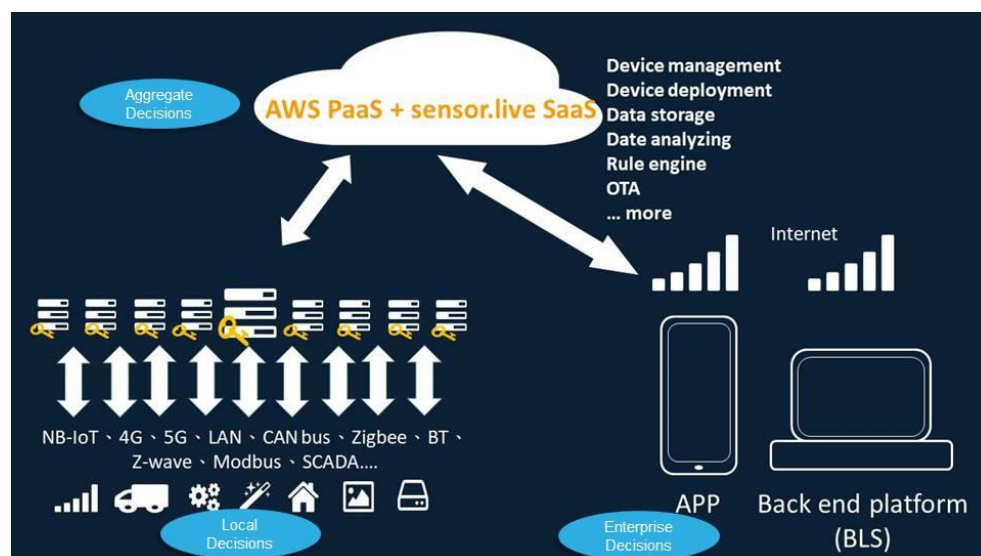 Aggregate
Decisions
AWS PaaS + sensor.live SaaS
Device management
Device deployment
Data storage
Date analyzing
Rule engine
OTA
... more
Internet
NB-IoT、4G、5G、LAN、CAN bus、Zigbee、BT、
Z-wave、Modbus、SCADA....
Local
Decisions
Enterprise
Decisions
APP
Back end platform
(BLS)